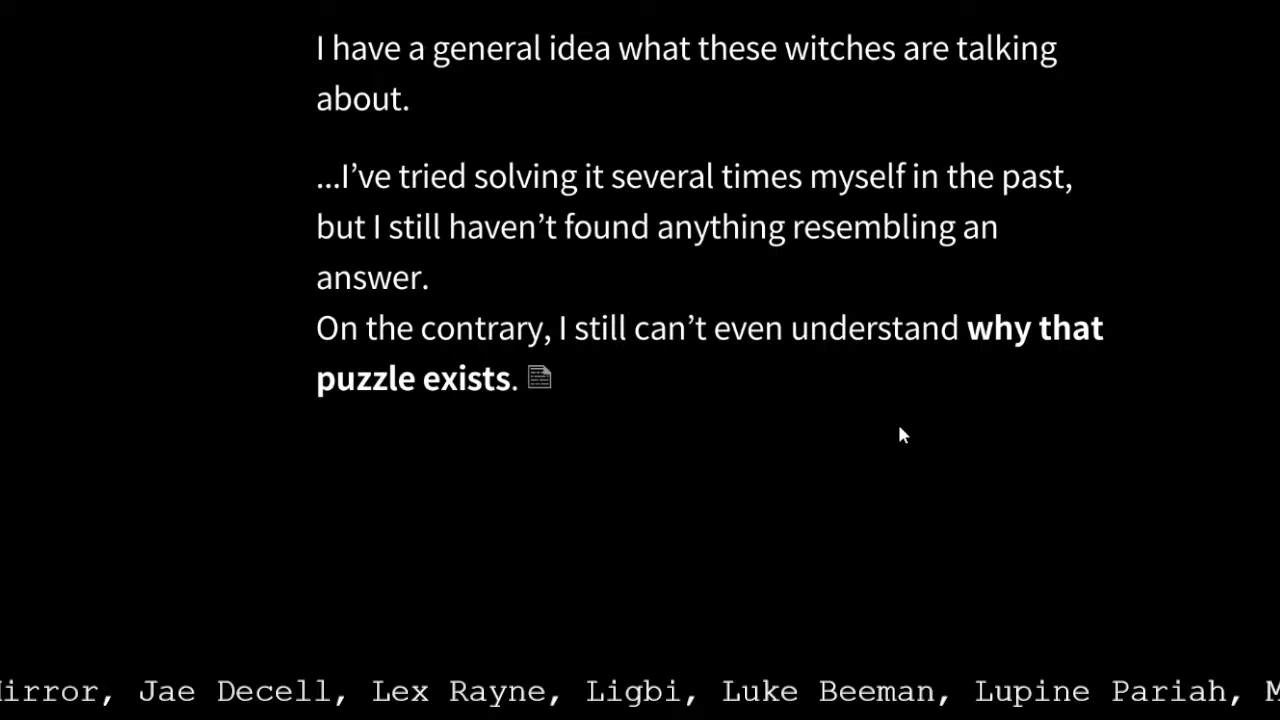 I have a general idea what these witches are talking
about.
...I’ve tried solving it several times myself in the past,
but I still haven’t found anything resembling an
answer.
On the contrary, I still can’t even understand why that
puzzle exists.
Mirror, Jae Decell, Lex Rayne, Ligbi, Luke Beeman, Lupine Pariah,